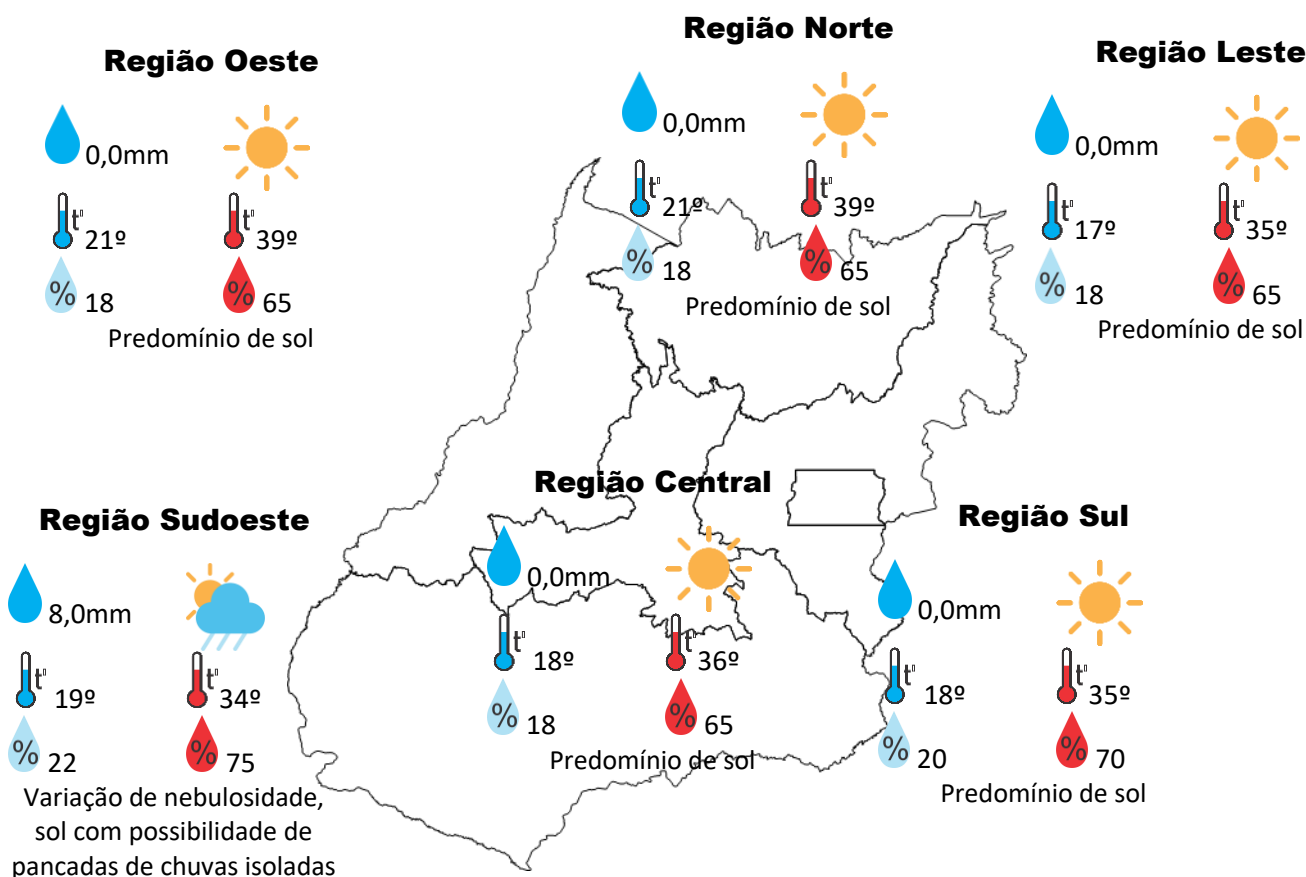 Região Oeste
0,0mm
t°
21º
t°
39º
%
18
%
65
Predomínio de sol
Região Norte
0,0mm
t°
21º
t°
39º
%
18
%
65
Predomínio de sol
Região Leste
0,0mm
t°
17º
t°
35º
%
18
%
65
Predomínio de sol
Região Sudoeste
8,0mm
t°
19º
t°
34º
%
22
%
75
Variação de nebulosidade,
sol com possibilidade de
pancadas de chuvas isoladas
Região Central
0,0mm
t°
18º
t°
36º
%
18
%
65
Predomínio de sol
Região Sul
0,0mm
t°
18º
t°
35º
%
20
%
70
Predomínio de sol